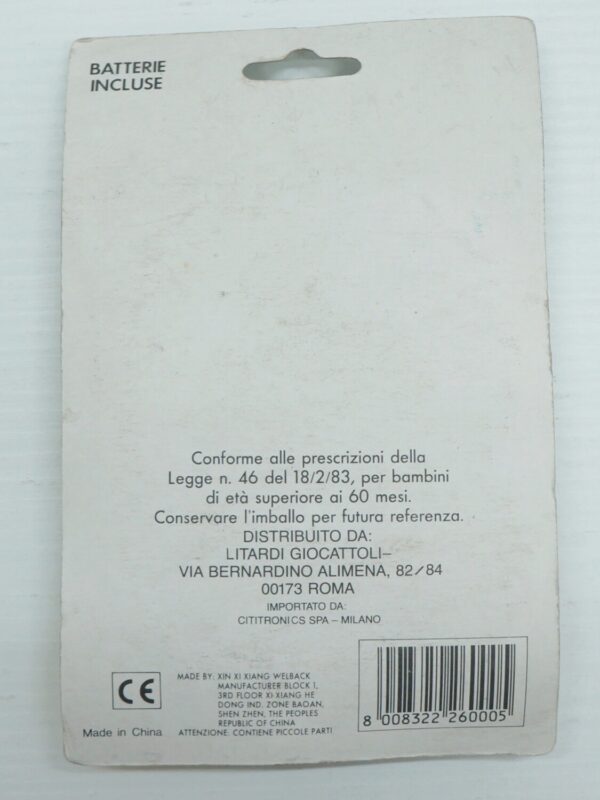 BATTERIE
INCLUSE
Conforme alle prescrizioni della
Legge n. 46 del 18/2/83, per bambini
di età superiore ai 60 mesi.
Conservare l'imballo per futura referenza.
DISTRIBUITO DA:
LITARDI GIOCATTOLI–
VIA BERNARDINO ALIMENA, 82/84
00173 ROMA
IMPORTATO DA:
CITITRONICS SPA – MILANO
CE
Made in China
MADE BY: XIN XI XIANG WELBACK
MANUFACTURER BLOCK 1,
3RD FLOOR XI XIANG HE
DONG IND. ZONE BAOAN,
SHEN ZHEN, THE PEOPLES
REPUBLIC OF CHINA
ATTENZIONE: CONTIENE PICCOLE PARTI
8 008322 260005